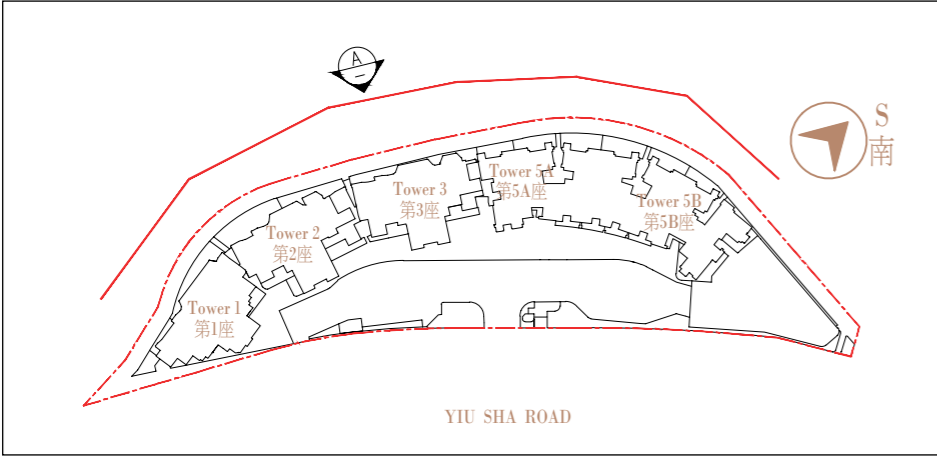 A
S
南
Tower 5A
第5A座
Tower 3
第3座
Tower 5B
第5B座
Tower 2
第2座
Tower 1
第1座
YIU SHA ROAD